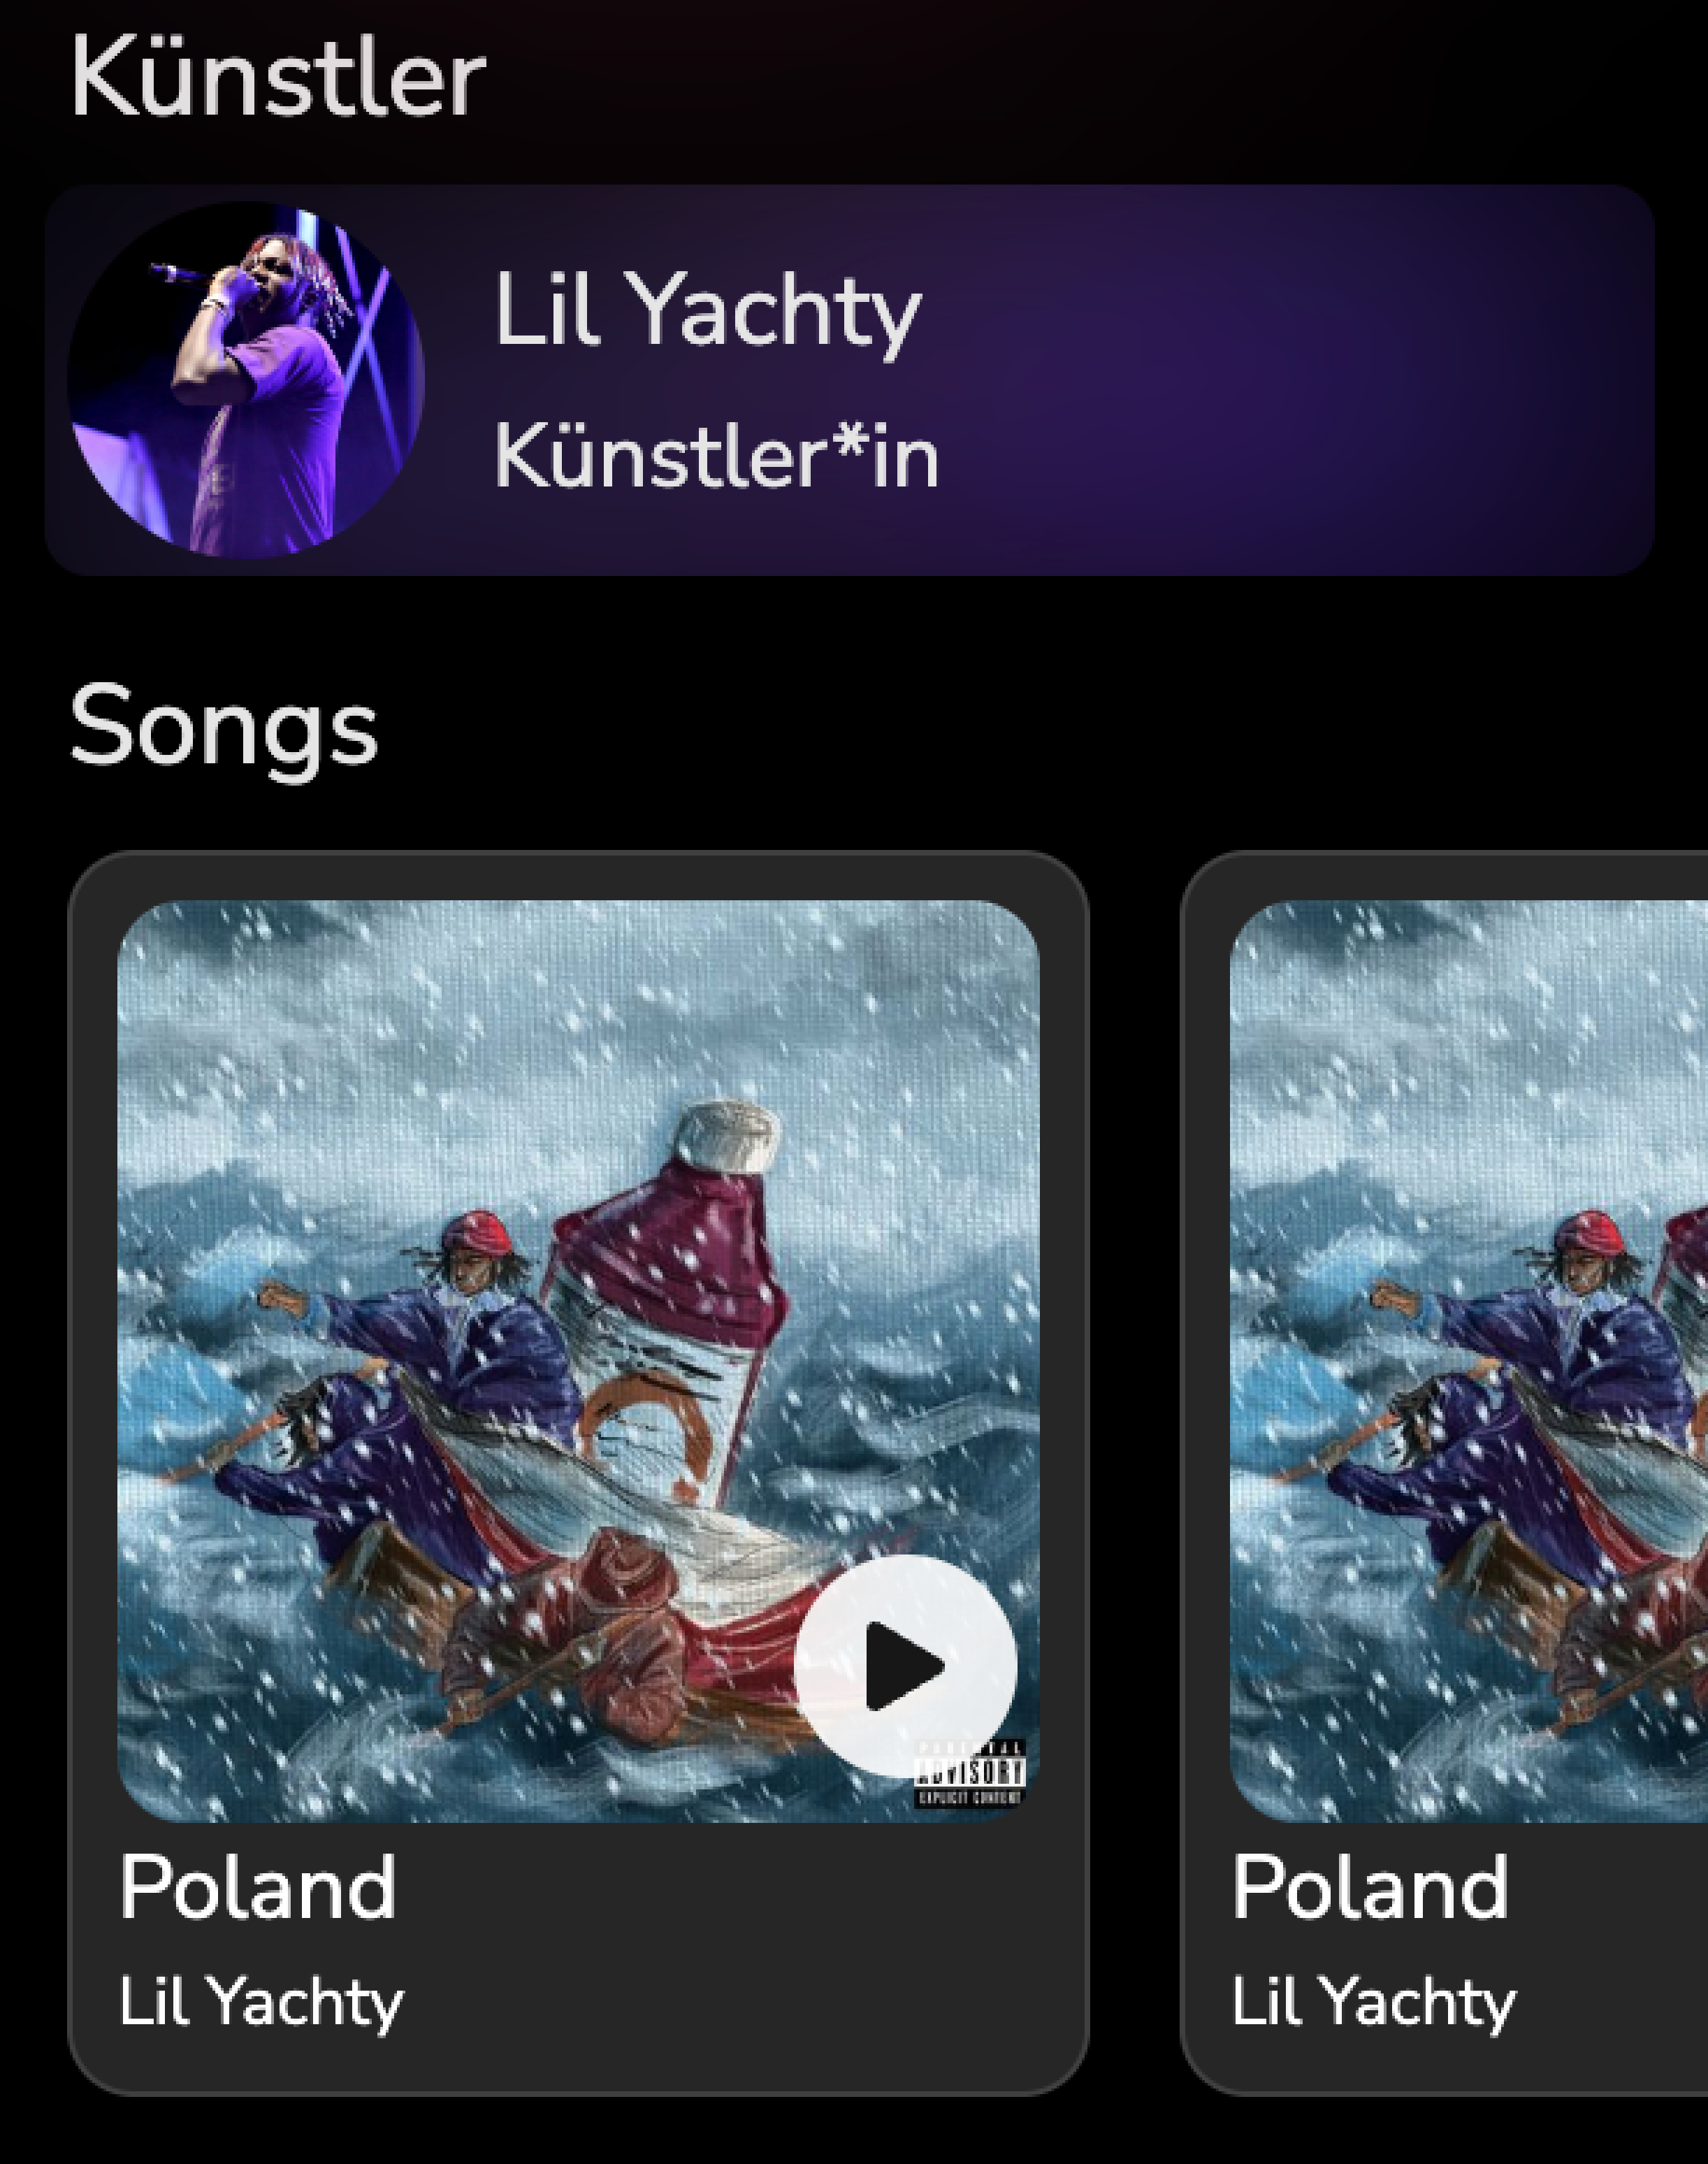 Künstler
Lil Yachty
Künstler*in
Songs
PARENTAL
ADVISORY
EXPLICIT CONTENT
Poland
Lil Yachty
Poland
Lil Yachty